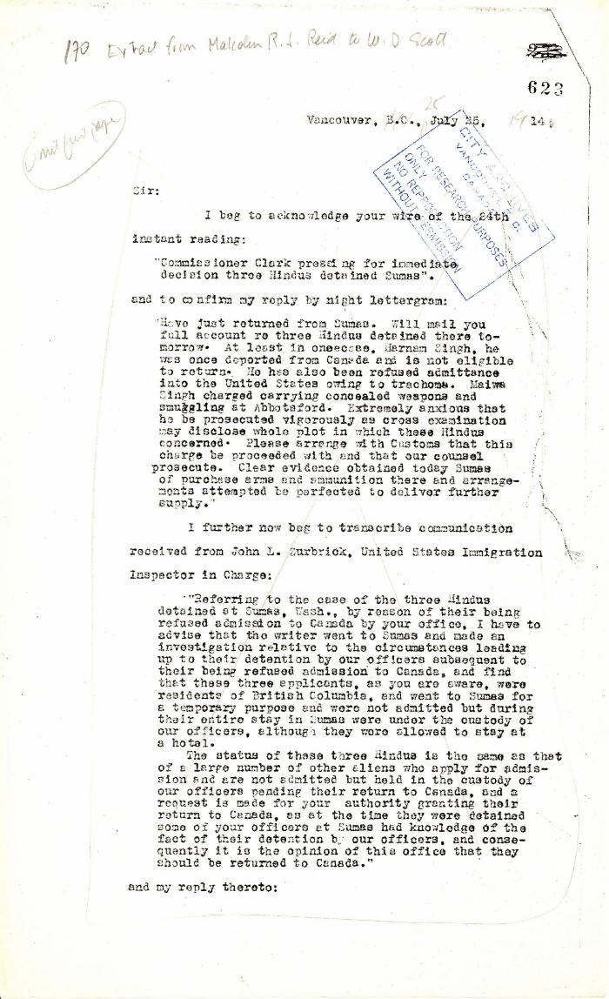 170 Extract from Malcolm R. J. Reid to W. D Scott
623
25
Vancouver, B.C., July 25, 1914
Omit first page
CITY ARCHIVES
VANCOUVER, B.C.
CANADA
FOR RESEARCH PURPOSES
ONLY
NO REPRODUCTION
WITHOUT PERMISSION
Sir:
I beg to acknowledge your wire of the 24th
instant reading:
"Commissioner Clark pressing for immediate
decision three Hindus detained Sumas".
and to confirm my reply by night lettergram:
"Have just returned from Sumas. Will mail you
full account re three Hindus detained there to-
morrow. At least in onecase, Harnam Singh, he
was once deported from Canada and is not eligible
to return. He has also been refused admittance
into the United States owing to trachoma. Maiwa
Singh charged carrying concealed weapons and
smuggling at Abbotsford. Extremely anxious that
he be prosecuted vigorously as cross examination
may disclose whole plot in which these Hindus
concerned. Please arrange with Customs that this
charge be proceeded with and that our counsel
prosecute. Clear evidence obtained today Sumas
of purchase arms and ammunition there and arrange-
ments attempted be perfected to deliver further
supply."
I further now beg to transcribe communication
received from John L. Zurbrick, United States Immigration
Inspector in Charge:
"Referring to the case of the three Hindus
detained at Sumas, Wash., by reason of their being
refused admission to Canada by your office, I have to
advise that the writer went to Sumas and made an
investigation relative to the circumstances leading
up to their detention by our officers subsequent to
their being refused admission to Canada, and find
that these three applicants, as you are aware, were
residents of British Columbia, and went to Sumas for
a temporary purpose and were not admitted but during
their entire stay in Sumas were under the custody of
our officers, although they were allowed to stay at
a hotel.
The status of these three Hindus is the same as that
of a large number of other aliens who apply for admis-
sion and are not admitted but held in the custody of
our officers pending their return to Canada, and a
request is made for your authority granting their
return to Canada, as at the time they were detained
some of your officers at Sumas had knowledge of the
fact of their detention by our officers, and conse-
quently it is the opinion of this office that they
should be returned to Canada."
and my reply thereto: